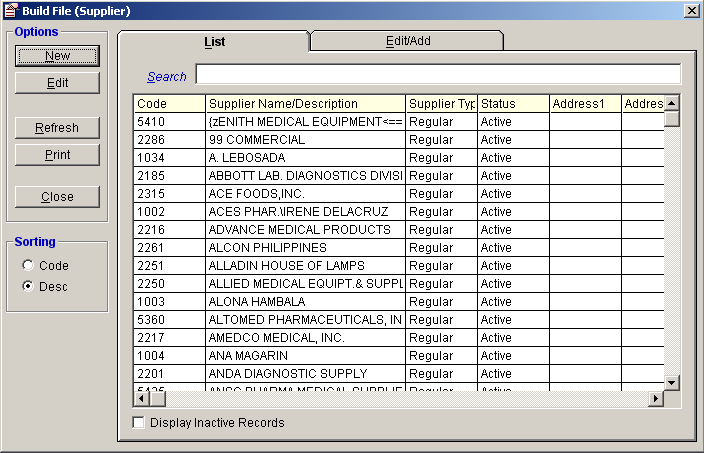 Build File (Supplier)
Options
New
Edit
Refresh
Print
Close
Sorting
Code
Desc
List
Edit/Add
Search
Code Supplier Name/Description Supplier Typ Status Address1 Addres
5410 {zENITH MEDICAL EQUIPMENT<== Regular Active
2286 99 COMMERCIAL Regular Active
1034 A. LEBOSADA Regular Active
2185 ABBOTT LAB. DIAGNOSTICS DIVISI Regular Active
2315 ACE FOODS,INC. Regular Active
1002 ACES PHAR.\IRENE DELACRUZ Regular Active
2216 ADVANCE MEDICAL PRODUCTS Regular Active
2261 ALCON PHILIPPINES Regular Active
2251 ALLADIN HOUSE OF LAMPS Regular Active
2250 ALLIED MEDICAL EQUIPT.& SUPPL Regular Active
1003 ALONA HAMBALA Regular Active
5360 ALTOMED PHARMACEUTICALS, IN Regular Active
2217 AMEDCO MEDICAL, INC. Regular Active
1004 ANA MAGARIN Regular Active
2201 ANDA DIAGNOSTIC SUPPLY Regular Active
PHARMA MEDICAL SUPPLIE Regular Active
Display Inactive Records